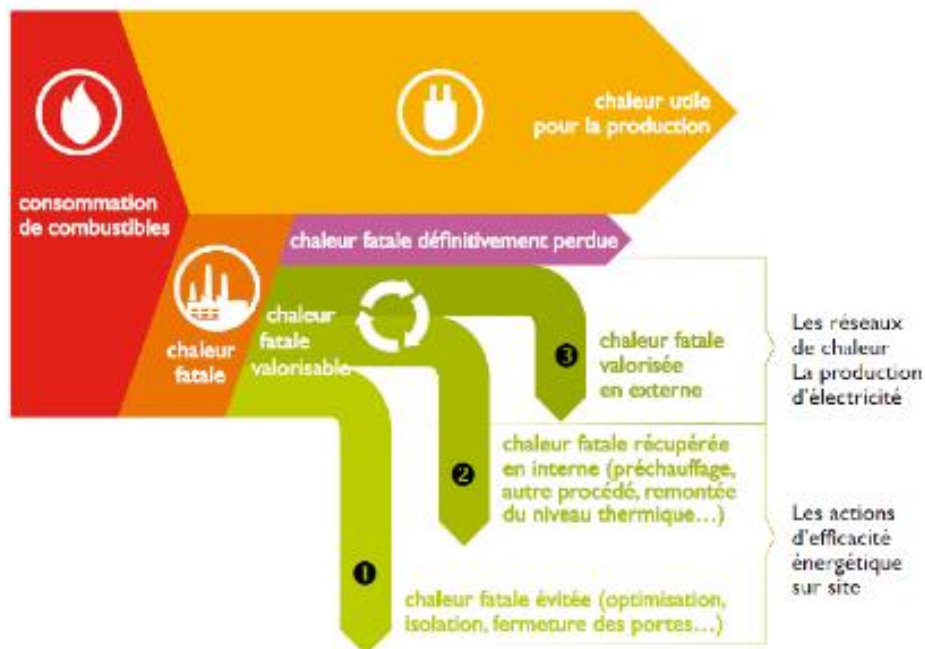 chaleur utile
pour la production
consommation
de combustibles
chaleur fatale définitivement perdue
chaleur
fatale
chaleur
fatale
valorisable
3
chaleur fatale
valorisée
en externe
Les réseaux
de chaleur
La production
d'électricité
2
chaleur fatale récupérée
en interne (préchauffage,
autre procédé, remontée
du niveau thermique...)
Les actions
d'efficacité
énergétique
sur site
1
chaleur fatale évitée (optimisation,
isolation, fermeture des portes...)